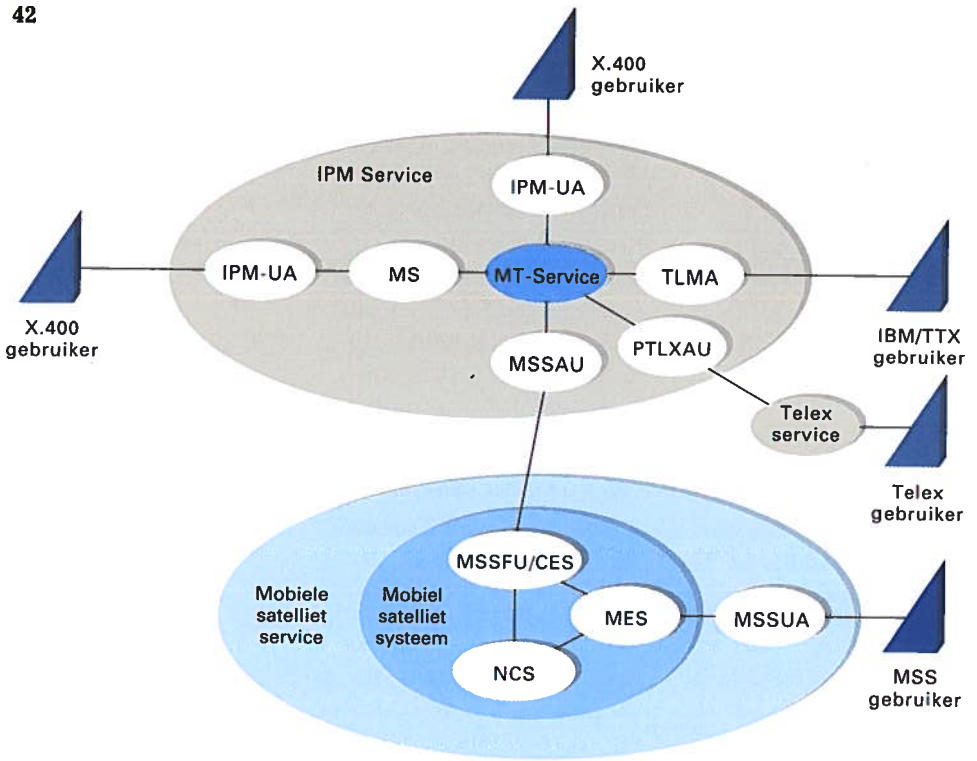 42
X.400
gebruiker
IPM Service
IPM-UA
IPM-UA
MS
MT-Service
TLMA
X.400
gebruiker
IBM/TTX
gebruiker
MSSAU
PTLXAU
Telex
service
Telex
gebruiker
MSSFU/CES
Mobiele
satelliet
service
Mobiel
satelliet
systeem
MES
MSSUA
NCS
MSS
gebruiker